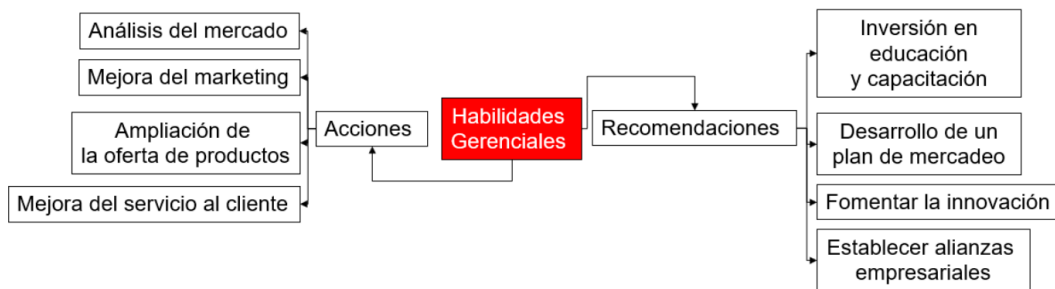 Análisis del mercado
Mejora del marketing
Ampliación de
la oferta de productos
Mejora del servicio al cliente
Acciones
Habilidades
Gerenciales
Recomendaciones
Inversión en
educación
y capacitación
Desarrollo de un
plan de mercadeo
Fomentar la innovación
Establecer alianzas
empresariales